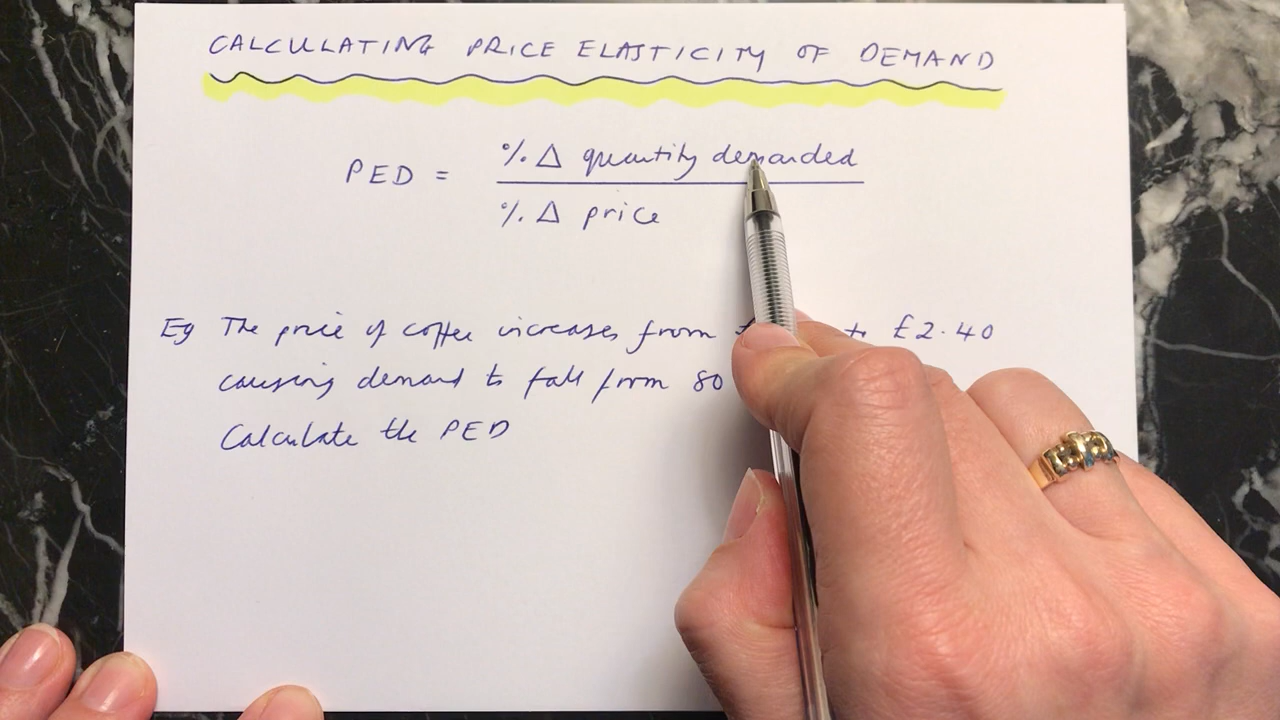 CALCULATING PRICE ELASTICITY OF DEMAND
PED = % Δ quantity demanded
% Δ price
Eg The price of coffee increases from to £2.40
causing demand to fall from 80
Calculate the PED